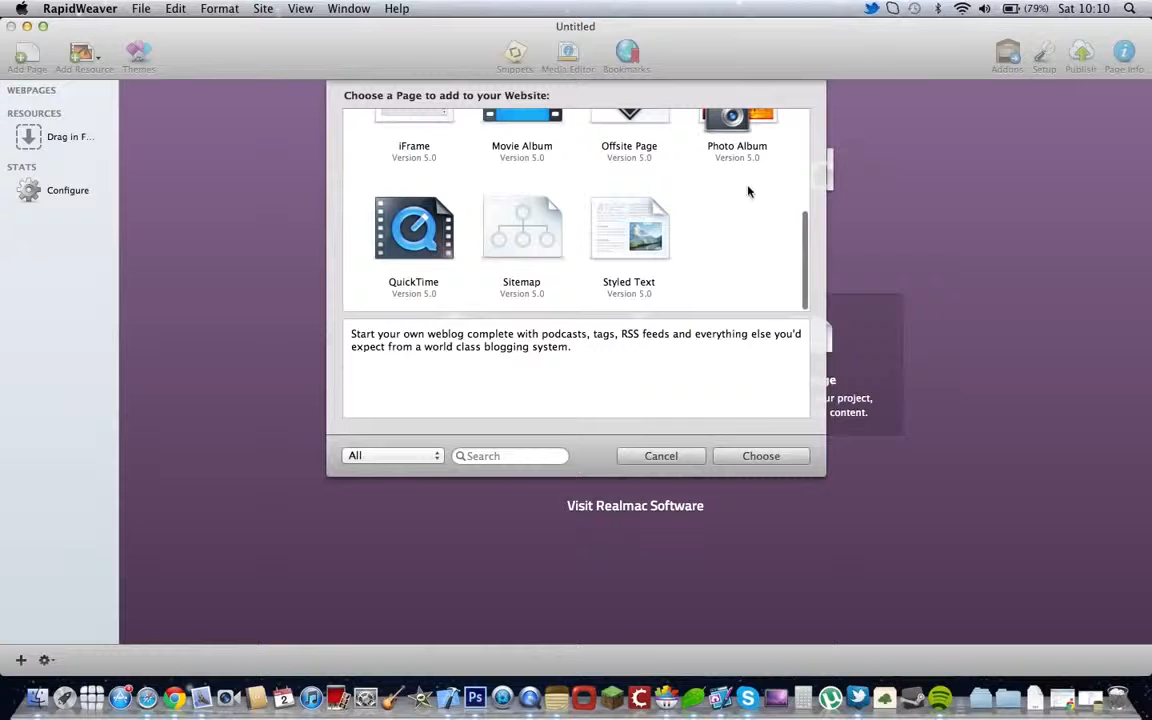 RapidWeaver File Edit Format Site View Window Help (79%) Sat 10:10
Untitled
Add Page Add Resource Themes Snippets Media Editor Bookmarks Addons Setup Publish Page Info
WEBPAGES
RESOURCES
Drag in F...
STATS
Configure
Choose a Page to add to your Website:
iFrame Movie Album Offsite Page Photo Album
Version 5.0 Version 5.0 Version 5.0 Version 5.0
QuickTime Sitemap Styled Text
Version 5.0 Version 5.0 Version 5.0
Start your own weblog complete with podcasts, tags, RSS feeds and everything else you'd
expect from a world class blogging system.
ur project,
content.
All Search Cancel Choose
Visit Realmac Software